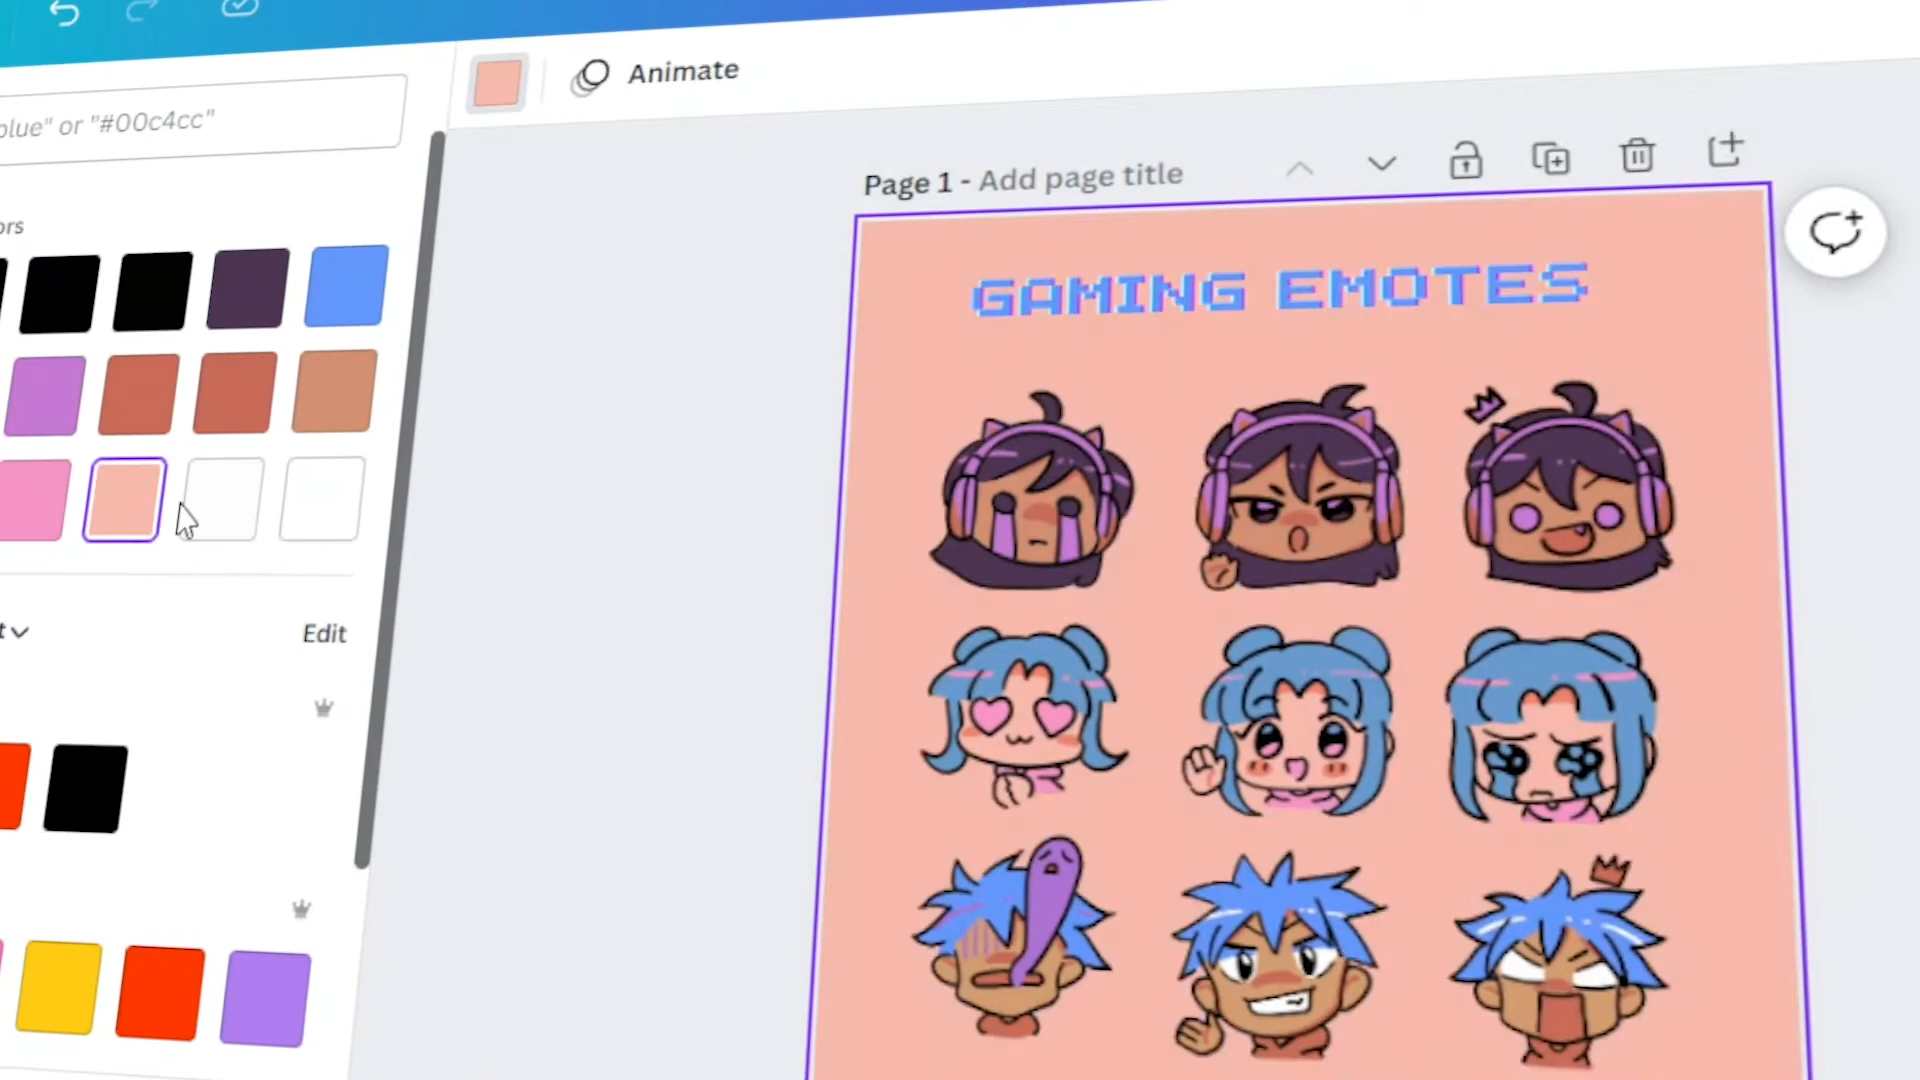 Animate
blue" or "#00c4cc"
Page 1 - Add page title
GAMING EMOTES
Edit